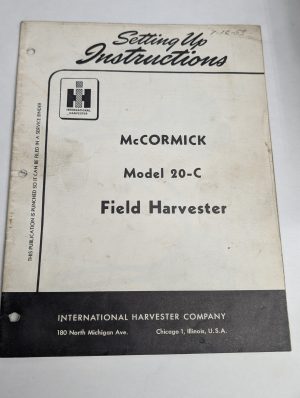 Setting Up
Instructions
IH
INTERNATIONAL
HARVESTER
THIS PUBLICATION IS PUNCHED SO IT CAN BE FILED IN A SERVICE BINDER
McCORMICK
Model 20-C
Field Harvester
INTERNATIONAL HARVESTER COMPANY
180 North Michigan Ave. Chicago 1, Illinois, U.S.A.